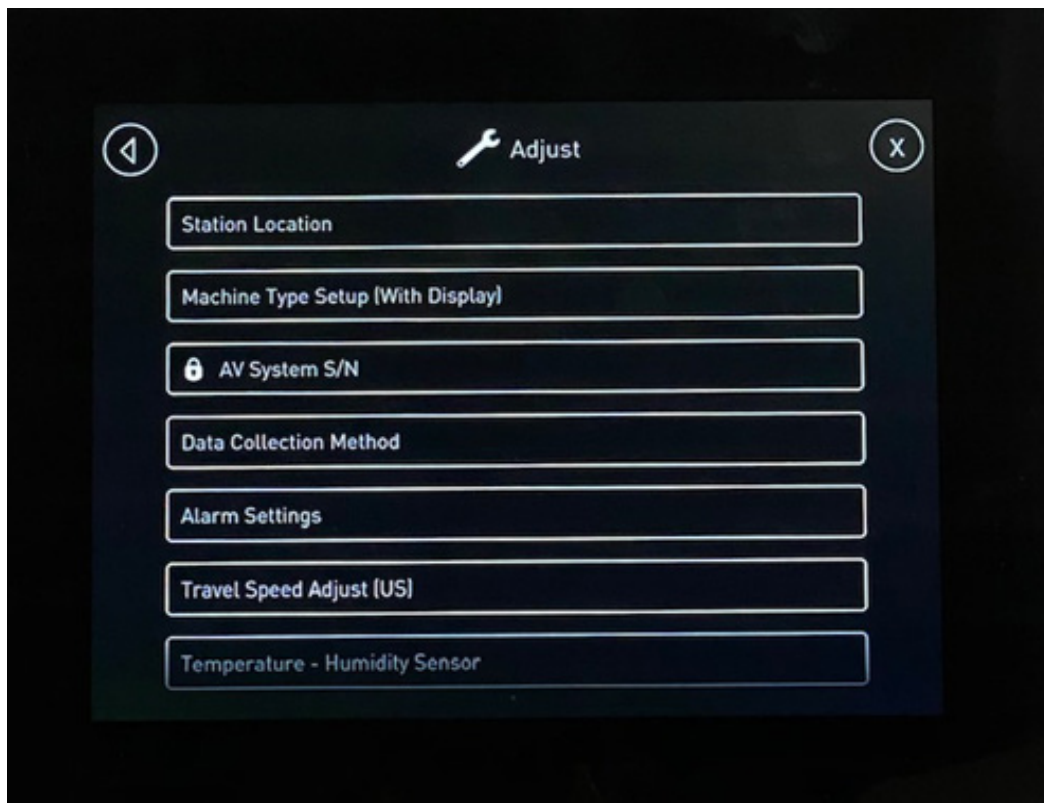 Adjust
X
Station Location
Machine Type Setup (With Display)
AV System S/N
Data Collection Method
Alarm Settings
Travel Speed Adjust (US)
Temperature - Humidity Sensor